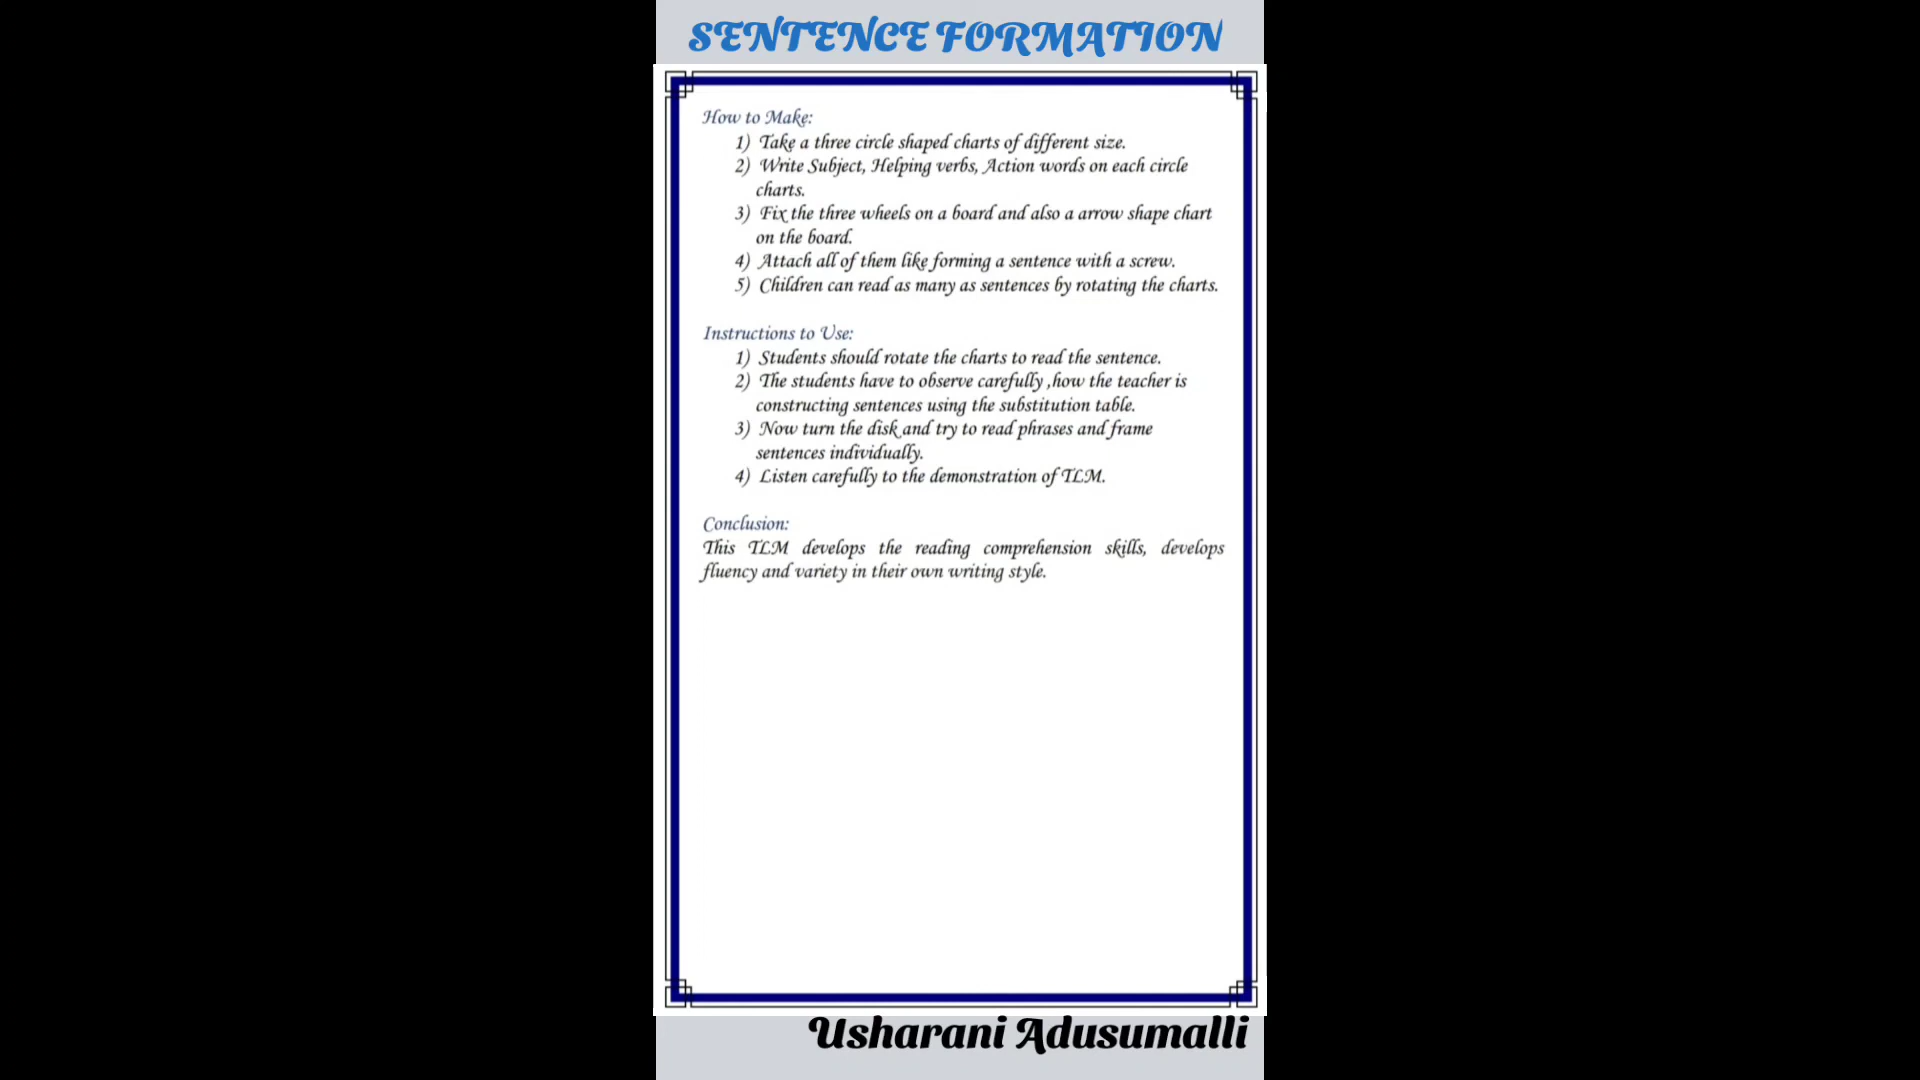 SENTENCE FORMATION
How to Make:
1) Take a three circle shaped charts of different size.
2) Write Subject, Helping verbs, Action words on each circle
charts.
3) Fix the three wheels on a board and also a arrow shape chart
on the board.
4) Attach all of them like forming a sentence with a screw.
5) Children can read as many as sentences by rotating the charts.
Instructions to Use:
1) Students should rotate the charts to read the sentence.
2) The students have to observe carefully ,how the teacher is
constructing sentences using the substitution table.
3) Now turn the disk and try to read phrases and frame
sentences individually.
4) Listen carefully to the demonstration of TLM.
Conclusion:
This TLM develops the reading comprehension skills, develops
fluency and variety in their own writing style.
Usharani Adusumalli